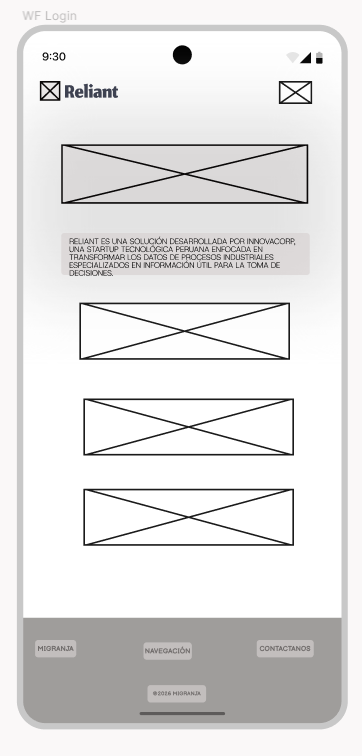 WF Login
9:30
Reliant
RELIANT ES UNA SOLUCIÓN DESARROLLADA POR INNOVACORP,
UNA STARTUP TECNOLÓGICA PERUANA ENFOCADA EN
TRANSFORMAR LOS DATOS DE PROCESOS INDUSTRIALES
ESPECIALIZADOS EN INFORMACIÓN ÚTIL PARA LA TOMA DE
DECISIONES.
MIGRANJA
NAVEGACIÓN
CONTACTANOS
©2026 MIGRANJA